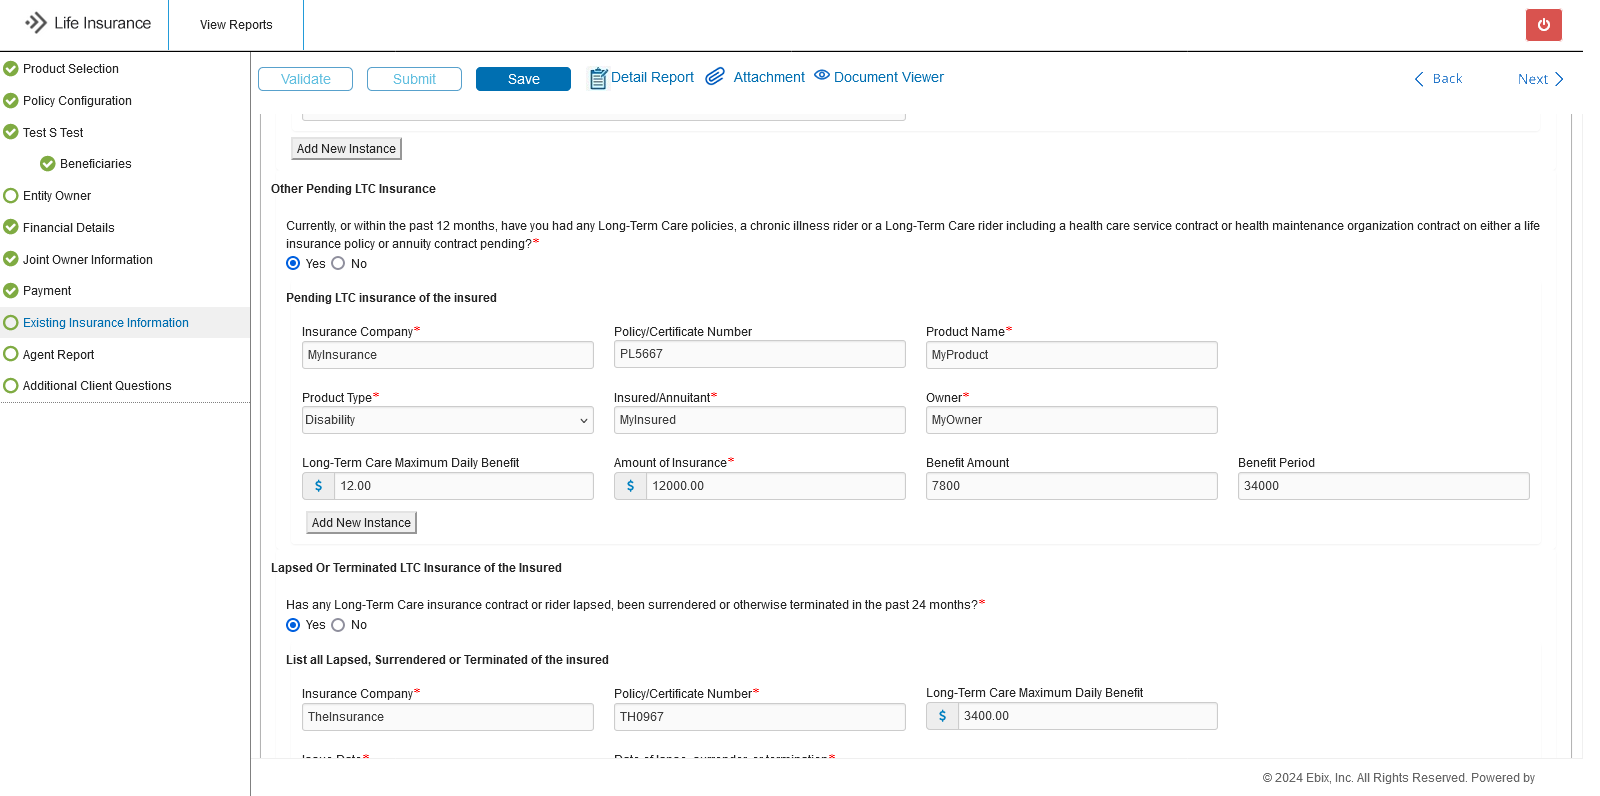 Life Insurance
View Reports
Product Selection
Policy Configuration
Test S Test
Beneficiaries
Entity Owner
Financial Details
Joint Owner Information
Payment
Existing Insurance Information
Agent Report
Additional Client Questions
Validate
Submit
Save
Detail Report
Attachment
Document Viewer
Back
Next
Add New Instance
Other Pending LTC Insurance
Currently, or within the past 12 months, have you had any Long-Term Care policies, a chronic illness rider or a Long-Term Care rider including a health care service contract or health maintenance organization contract on either a life
insurance policy or annuity contract pending?*
Yes No
Pending LTC insurance of the insured
Insurance Company* Policy/Certificate Number Product Name*
MyInsurance PL5667 MyProduct
Product Type* Insured/Annuitant* Owner*
Disability MyInsured MyOwner
Long-Term Care Maximum Daily Benefit Amount of Insurance* Benefit Amount Benefit Period
$ 12.00 $ 12000.00 7800 34000
Add New Instance
Lapsed Or Terminated LTC Insurance of the Insured
Has any Long-Term Care insurance contract or rider lapsed, been surrendered or otherwise terminated in the past 24 months?*
Yes No
List all Lapsed, Surrendered or Terminated of the insured
Insurance Company* Policy/Certificate Number* Long-Term Care Maximum Daily Benefit
TheInsurance TH0967 $ 3400.00
Issue Date* Date of lapse, surrender, or termination*
© 2024 Ebix, Inc. All Rights Reserved. Powered by